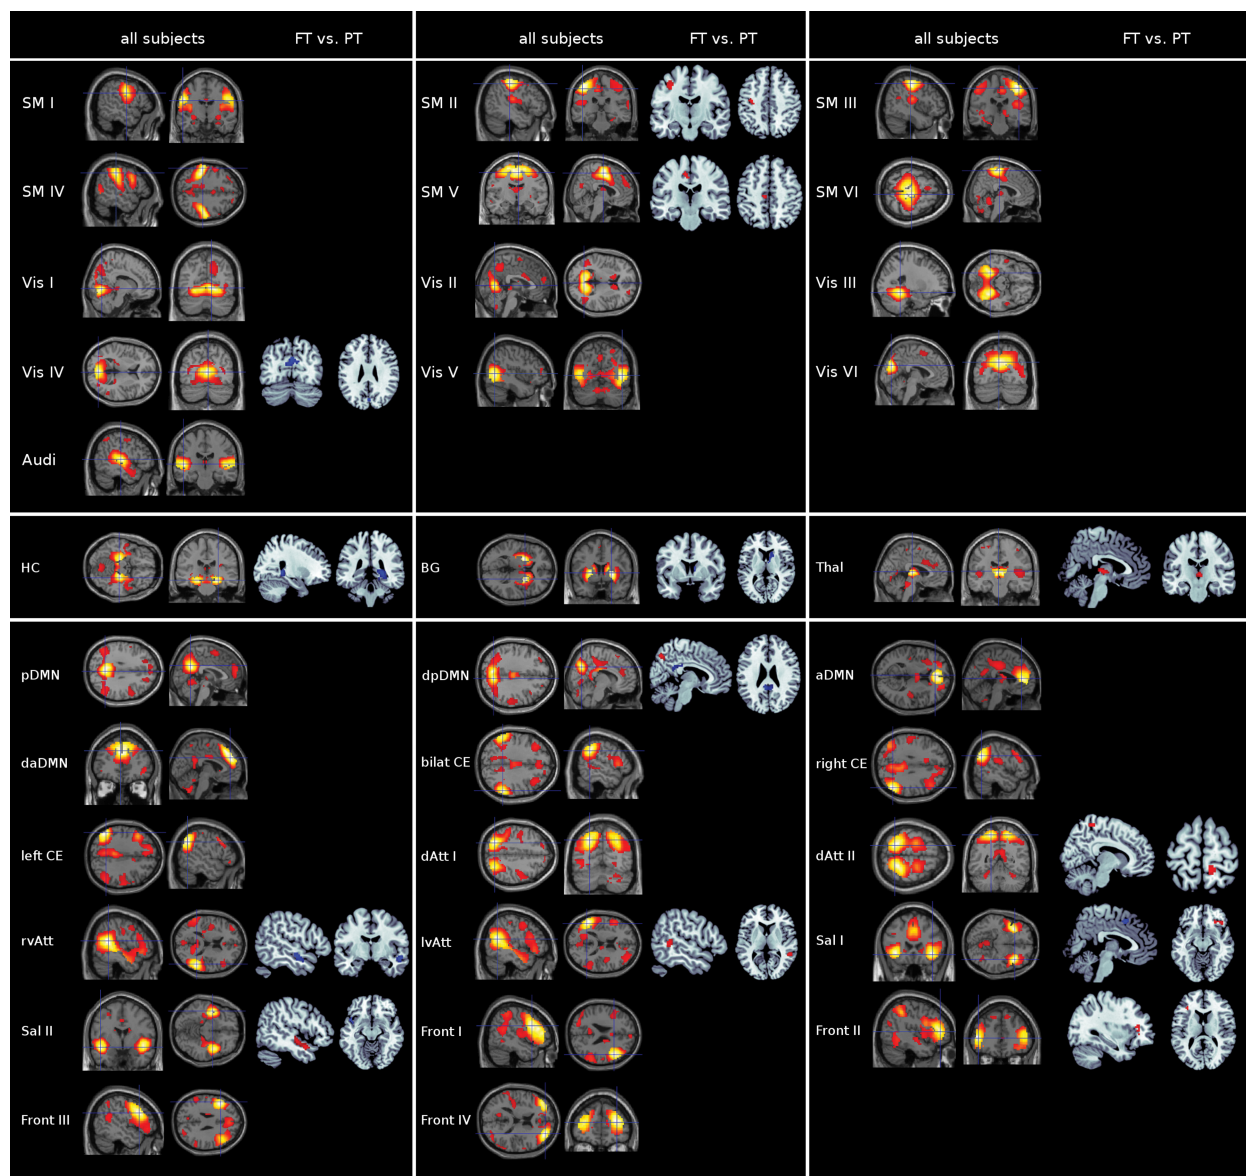 all subjects FT vs. PT all subjects FT vs. PT all subjects FT vs. PT
SM I SM II SM III
SM IV SM V SM VI
Vis I Vis II Vis III
Vis IV Vis V Vis VI
Audi
HC BG Thal
pDMN dpDMN aDMN
daDMN bilat CE right CE
left CE dAtt I dAtt II
rvAtt lvAtt Sal I
Sal II Front I Front II
Front III Front IV